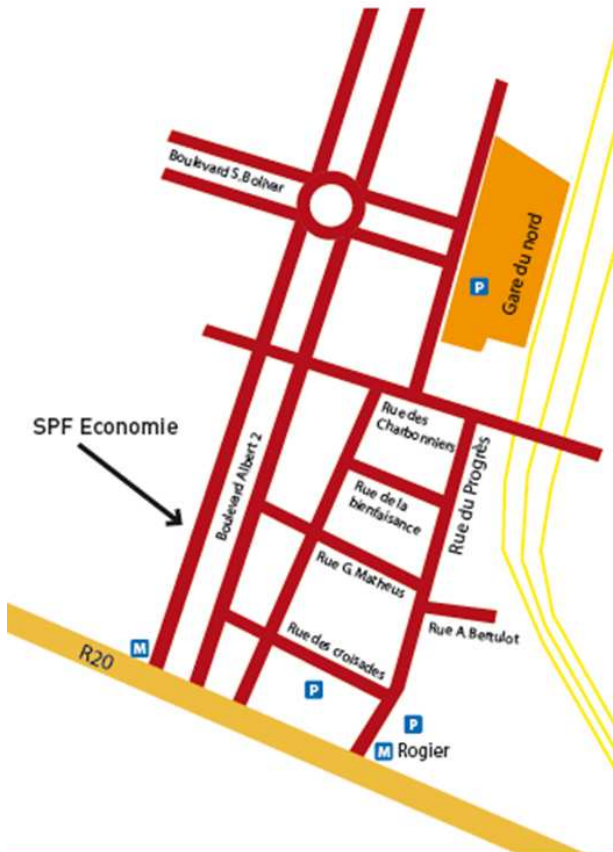 Boulevard S. Bolivar
Gare du nord
P
Rue des
Charbonniers
SPF Economie
Boulevard Albert 2
Rue du Progrès
Rue de la
bienfaisance
Rue G. Matheus
Rue A Bertulot
Rue des croisades
M
R20
P
P
M Rogier